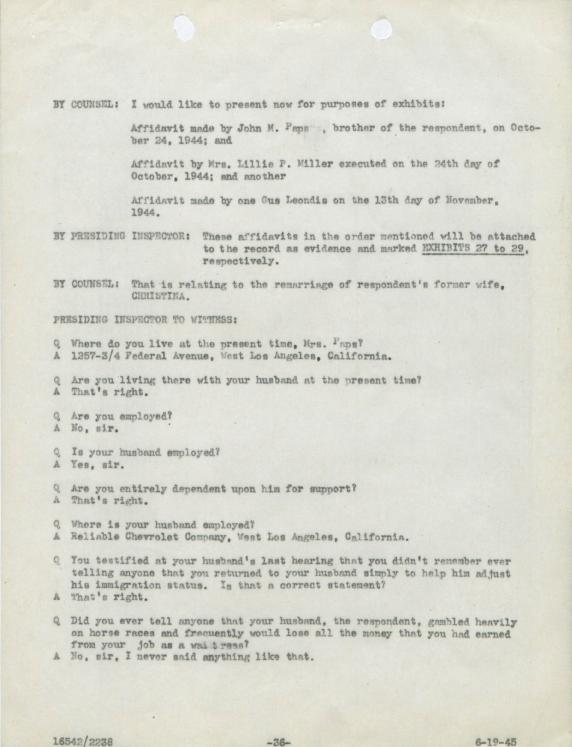 BY COUNSEL: I would like to present now for purposes of exhibits:
Affidavit made by John M. Paps , brother of the respondent, on Octo-
ber 24, 1944; and
Affidavit by Mrs. Lillie P. Miller executed on the 24th day of
October, 1944; and another
Affidavit made by one Gus Leondis on the 13th day of November,
1944.
BY PRESIDING INSPECTOR: These affidavits in the order mentioned will be attached
to the record as evidence and marked EXHIBITS 27 to 29,
respectively.
BY COUNSEL: That is relating to the remarriage of respondent's former wife,
CHRISTINA.
PRESIDING INSPECTOR TO WITNESS:
Q Where do you live at the present time, Mrs. Paps?
A 1257-3/4 Federal Avenue, West Los Angeles, California.
Q Are you living there with your husband at the present time?
A That's right.
Q Are you employed?
A No, sir.
Q Is your husband employed?
A Yes, sir.
Q Are you entirely dependent upon him for support?
A That's right.
Q Where is your husband employed?
A Reliable Chevrolet Company, West Los Angeles, California.
Q You testified at your husband's last hearing that you didn't remember ever
telling anyone that you returned to your husband simply to help him adjust
his immigration status. Is that a correct statement?
A That's right.
Q Did you ever tell anyone that your husband, the respondent, gambled heavily
on horse races and frequently would lose all the money that you had earned
from your job as a waitress?
A No, sir, I never said anything like that.
16542/2238 -36- 6-19-45